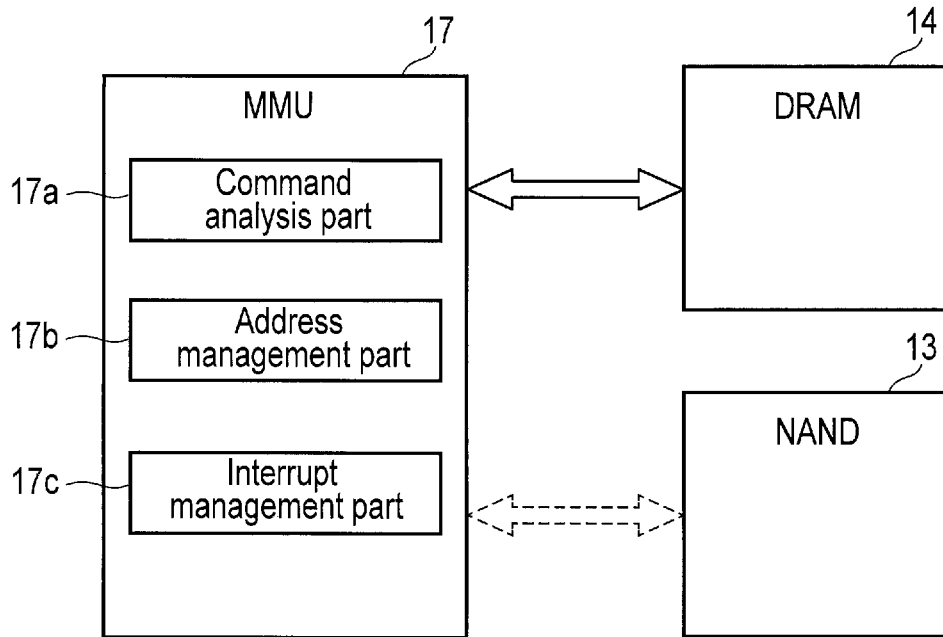 17
MMU
17a
Command
analysis part
17b
Address
management part
17c
Interrupt
management part
14
DRAM
13
NAND